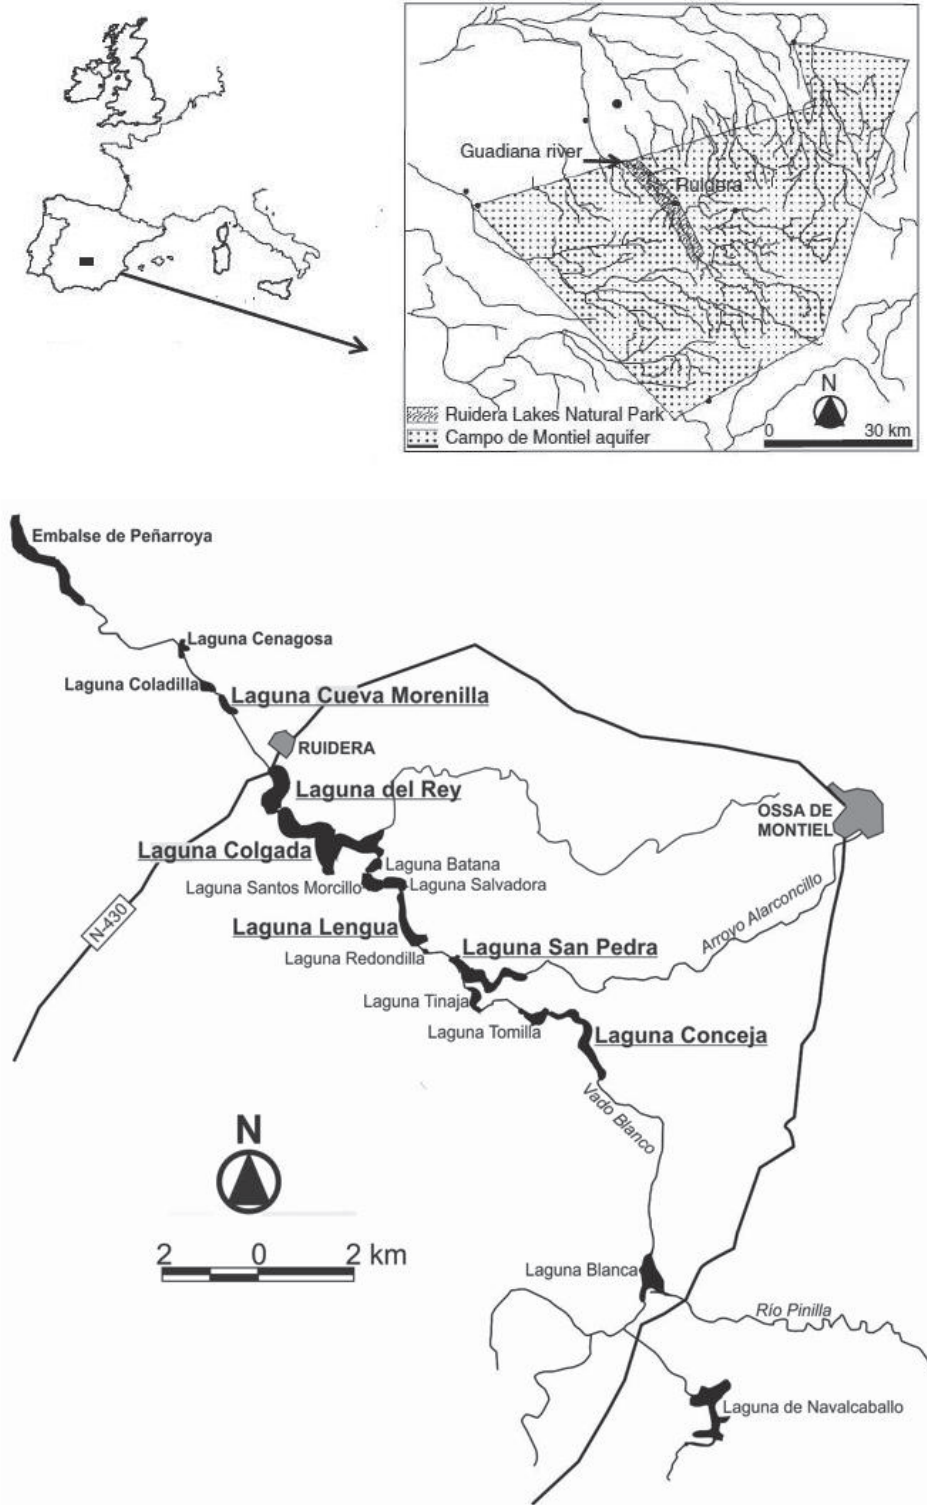 Guadiana river
Ruidera
Ruidera Lakes Natural Park
Campo de Montiel aquifer
N
0 30 km
Embalse de Peñarroya
Laguna Cenagosa
Laguna Coladilla
Laguna Cueva Morenilla
RUIDERA
Laguna del Rey
OSSA DE
MONTIEL
Laguna Colgada
Laguna Batana
Laguna Santos Morcillo
Laguna Salvadora
Arroyo Alarconcillo
N-430
Laguna Lengua
Laguna San Pedra
Laguna Redondilla
Laguna Tinaja
Laguna Tomilla
Laguna Conceja
Vado Blanco
N
2 0 2 km
Laguna Blanca
Río Pinilla
Laguna de Navalcaballo